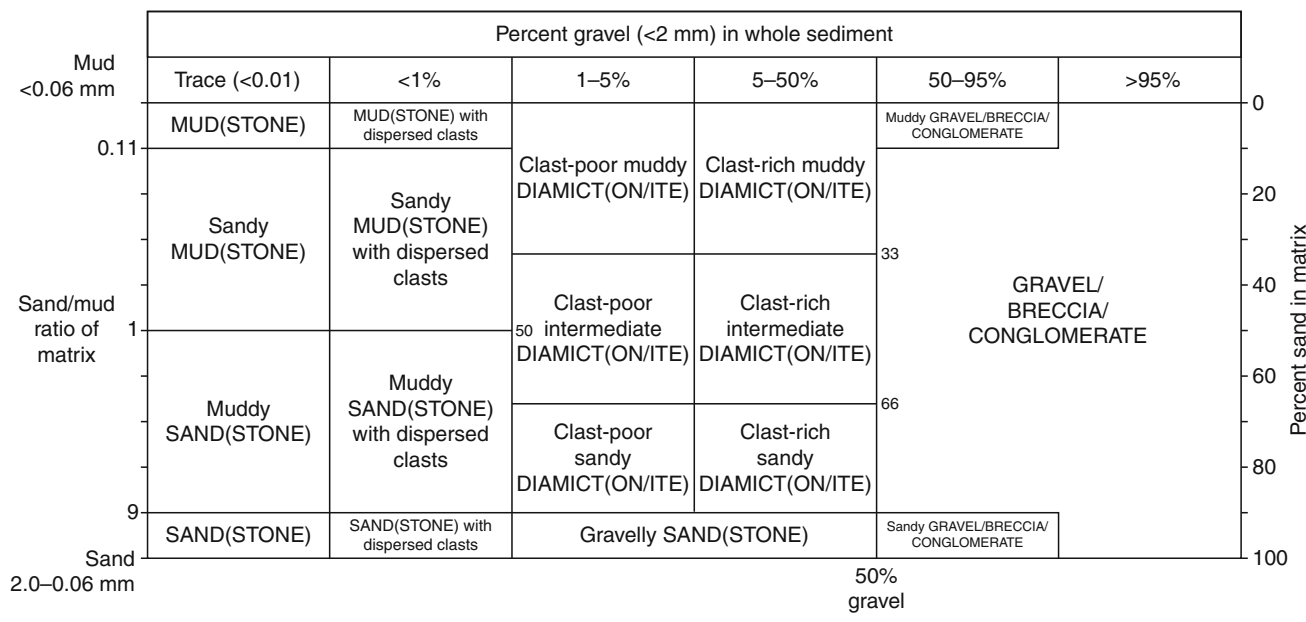 Percent gravel (<2 mm) in whole sediment
Mud
<0.06 mm
Trace (<0.01)
<1%
1–5%
5–50%
50–95%
>95%
0
MUD(STONE)
MUD(STONE) with
dispersed clasts
Muddy GRAVEL/BRECCIA/
CONGLOMERATE
0.11
Clast-poor muddy
DIAMICT(ON/ITE)
Clast-rich muddy
DIAMICT(ON/ITE)
20
Sandy
MUD(STONE)
Sandy
MUD(STONE)
with dispersed
clasts
33
40
Sand/mud
ratio of
matrix
1
50
Clast-poor
intermediate
DIAMICT(ON/ITE)
Clast-rich
intermediate
DIAMICT(ON/ITE)
GRAVEL/
BRECCIA/
CONGLOMERATE
Percent sand in matrix
60
66
Muddy
SAND(STONE)
Muddy
SAND(STONE)
with dispersed
clasts
Clast-poor
sandy
DIAMICT(ON/ITE)
Clast-rich
sandy
DIAMICT(ON/ITE)
80
9
SAND(STONE)
SAND(STONE) with
dispersed clasts
Gravelly SAND(STONE)
Sandy GRAVEL/BRECCIA/
CONGLOMERATE
100
Sand
2.0–0.06 mm
50%
gravel